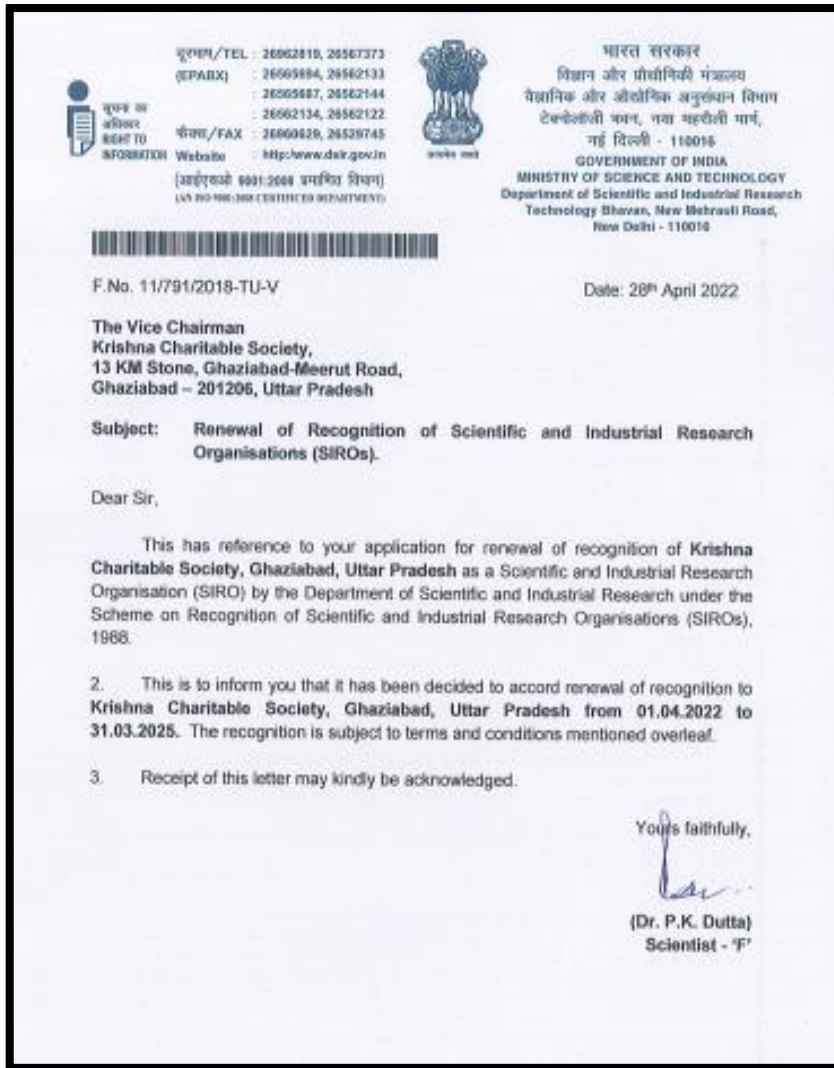 दूरभाष/TEL : 26962819, 26567373
(EPABX) : 26565694, 26562133
: 26565687, 26562144
: 26562134, 26562122
फैक्स/FAX : 26960629, 26529745
Website : http:/www.dsir.gov.in
(आईएसओ 9001:2008 प्रमाणित विभाग)
(AN ISO 9001:2008 CERTIFIED DEPARTMENT)
सूचना का
अधिकार
RIGHT TO
INFORMATION
सत्यमेव जयते
भारत सरकार
विज्ञान और प्रौद्योगिकी मंत्रालय
वैज्ञानिक और औद्योगिक अनुसंधान विभाग
टेक्नोलॉजी भवन, नया महरौली मार्ग,
नई दिल्ली - 110016
GOVERNMENT OF INDIA
MINISTRY OF SCIENCE AND TECHNOLOGY
Department of Scientific and Industrial Research
Technology Bhavan, New Mehrauli Road,
New Delhi - 110016
F.No. 11/791/2018-TU-V
Date: 28th April 2022
The Vice Chairman
Krishna Charitable Society,
13 KM Stone, Ghaziabad-Meerut Road,
Ghaziabad – 201206, Uttar Pradesh
Subject: Renewal of Recognition of Scientific and Industrial Research
Organisations (SIROs).
Dear Sir,
This has reference to your application for renewal of recognition of Krishna
Charitable Society, Ghaziabad, Uttar Pradesh as a Scientific and Industrial Research
Organisation (SIRO) by the Department of Scientific and Industrial Research under the
Scheme on Recognition of Scientific and Industrial Research Organisations (SIROs),
1988.
2. This is to inform you that it has been decided to accord renewal of recognition to
Krishna Charitable Society, Ghaziabad, Uttar Pradesh from 01.04.2022 to
31.03.2025. The recognition is subject to terms and conditions mentioned overleaf.
3. Receipt of this letter may kindly be acknowledged.
Yours faithfully,
(Dr. P.K. Dutta)
Scientist - 'F'